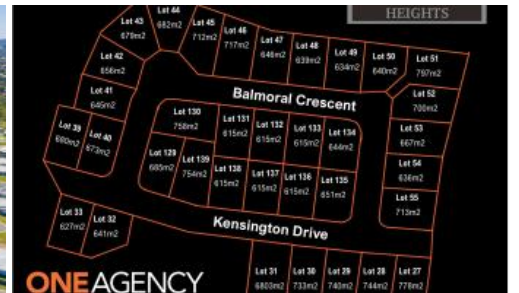 HEIGHTS
Lot 43
679m2
Lot 44
682m2
Lot 45
712m2
Lot 46
717m2
Lot 47
646m2
Lot 48
639m2
Lot 49
634m2
Lot 50
640m2
Lot 51
797m2
Lot 42
656m2
Lot 41
646m2
Lot 52
700m2
Balmoral Crescent
Lot 39
660m2
Lot 40
673m2
Lot 130
758m2
Lot 131
615m2
Lot 132
615m2
Lot 133
615m2
Lot 134
644m2
Lot 53
667m2
Lot 129
685m2
Lot 139
754m2
Lot 138
615m2
Lot 137
615m2
Lot 136
615m2
Lot 135
651m2
Lot 54
636m2
Lot 55
713m2
Lot 33
627m2
Lot 32
641m2
Kensington Drive
Lot 31
6803m2
Lot 30
733m2
Lot 29
740m2
Lot 28
744m2
Lot 27
778m2
ONEAGENCY